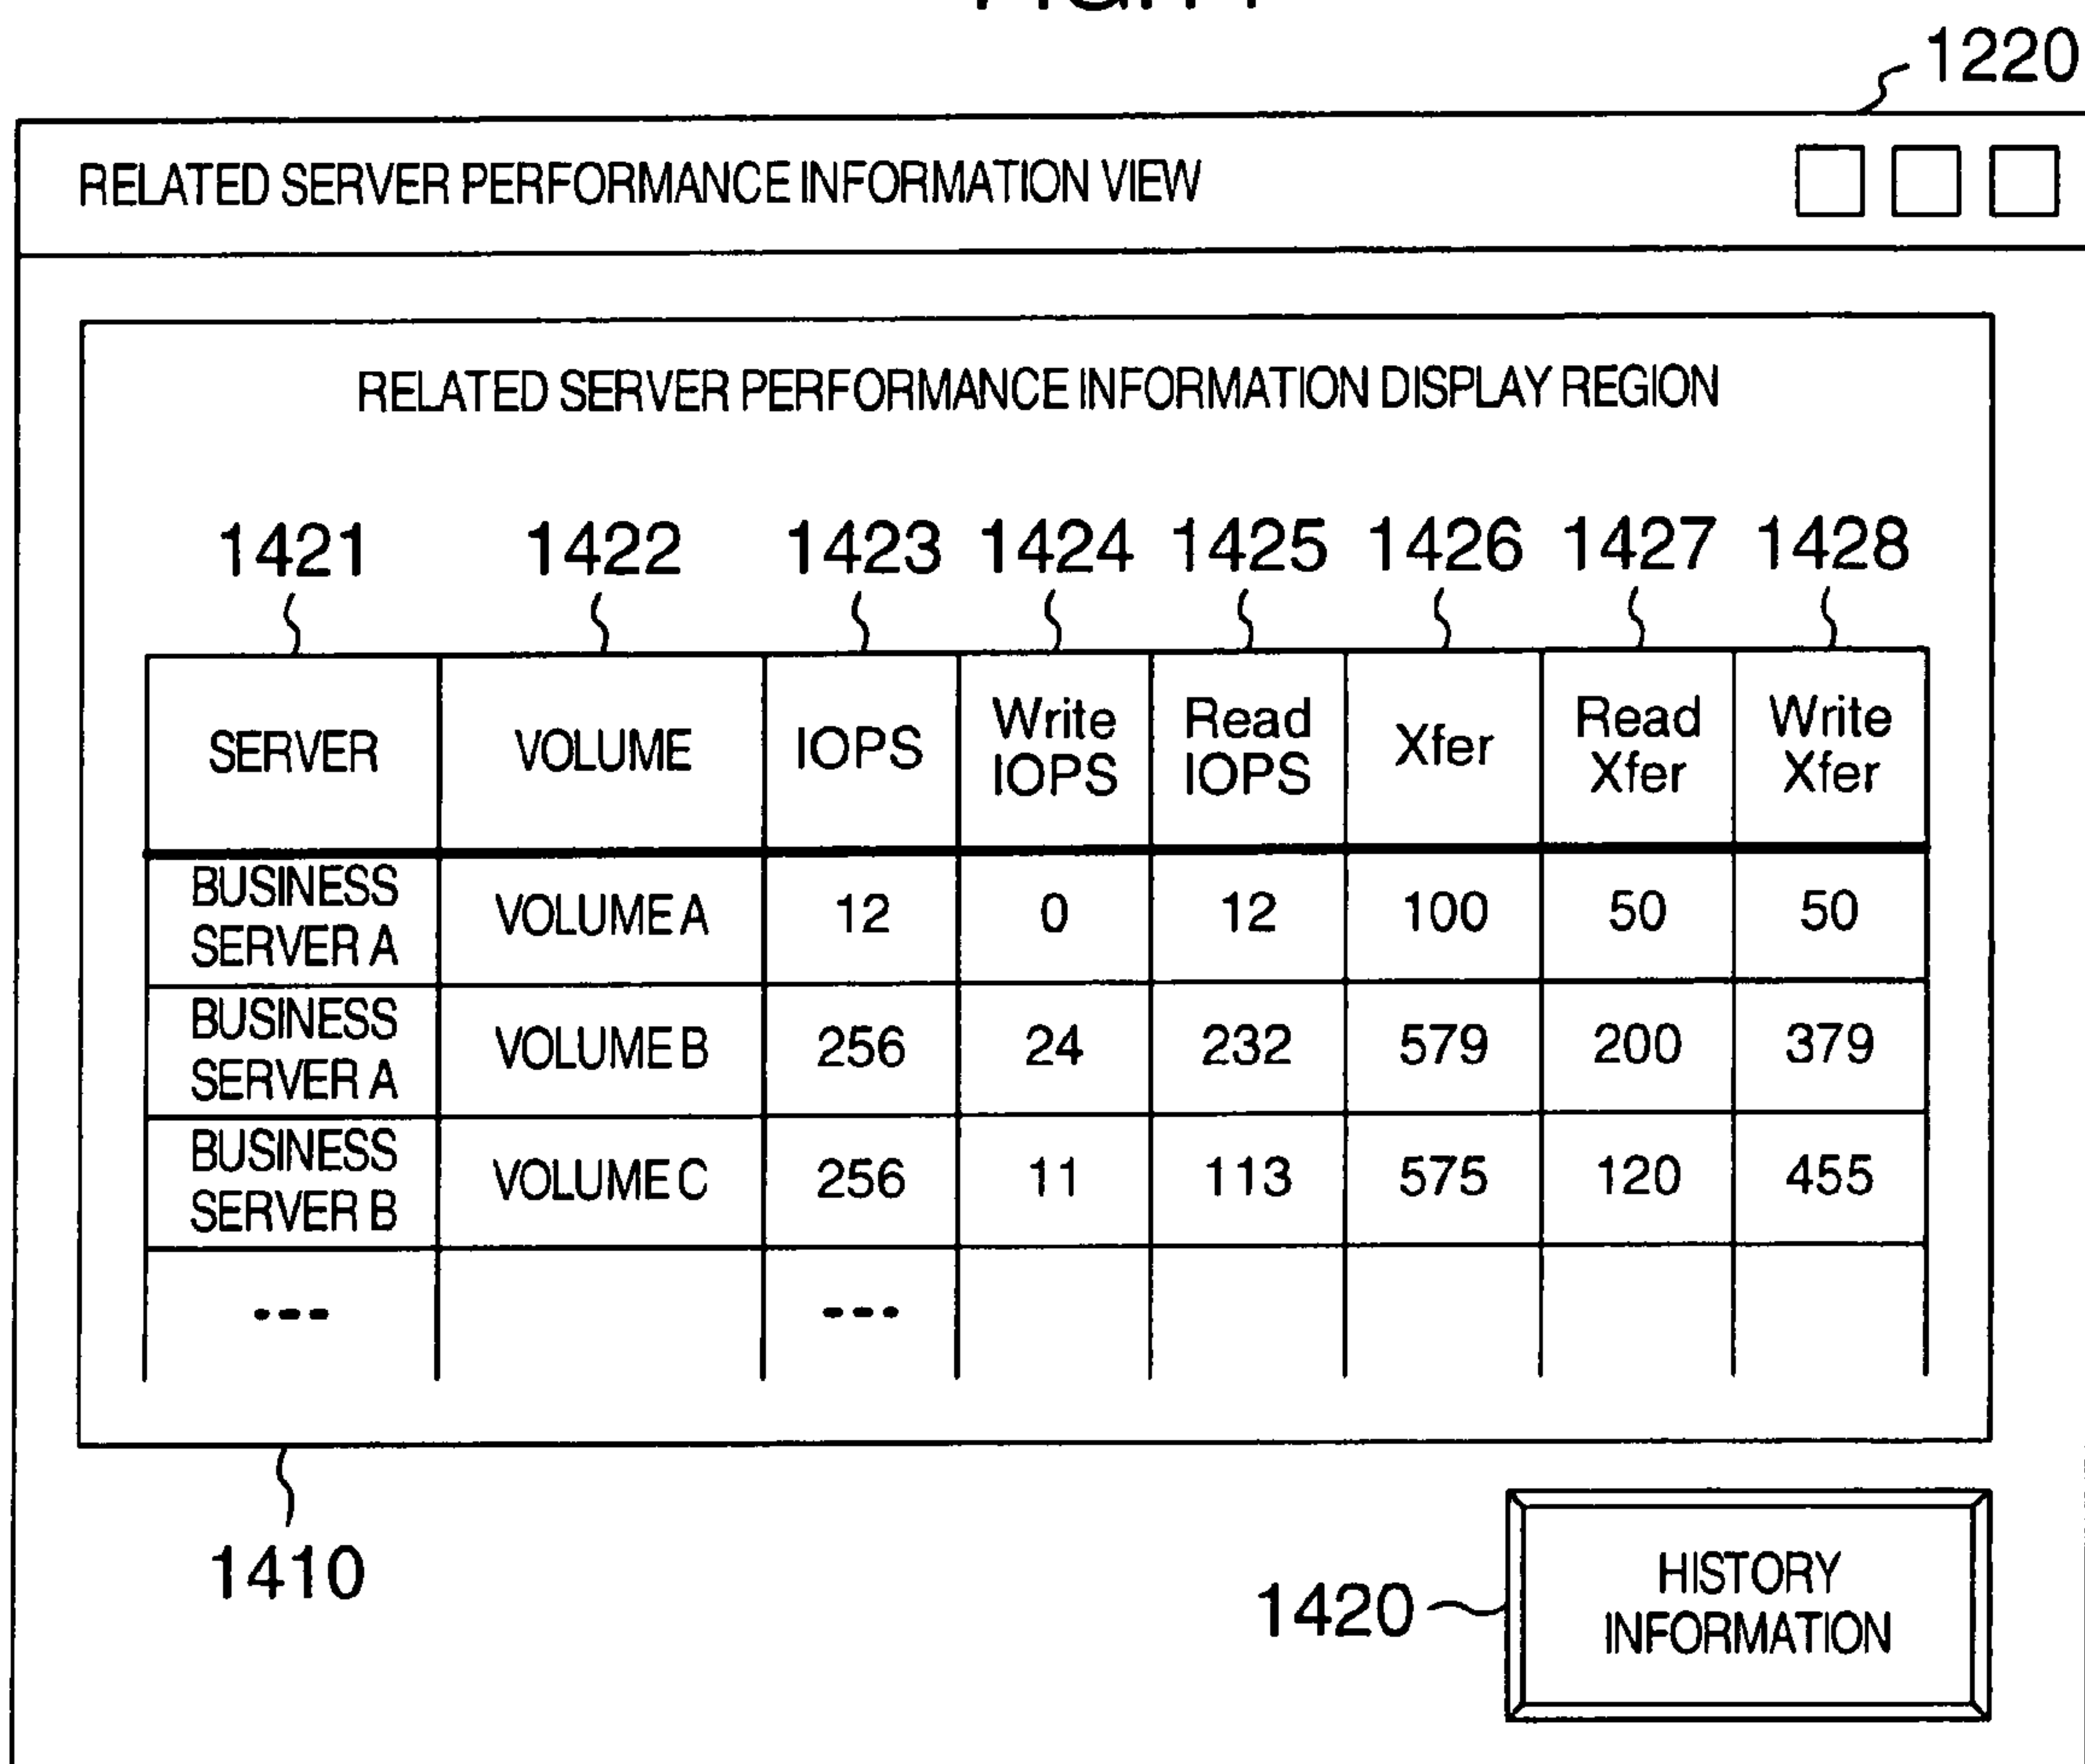 1220
RELATED SERVER PERFORMANCE INFORMATION VIEW
RELATED SERVER PERFORMANCE INFORMATION DISPLAY REGION
1421 1422 1423 1424 1425 1426 1427 1428
SERVER VOLUME IOPS Write IOPS Read IOPS Xfer Read Xfer Write Xfer
BUSINESS SERVER A VOLUME A 12 0 12 100 50 50
BUSINESS SERVER A VOLUME B 256 24 232 579 200 379
BUSINESS SERVER B VOLUME C 256 11 113 575 120 455
--- ---
1410
1420
HISTORY
INFORMATION